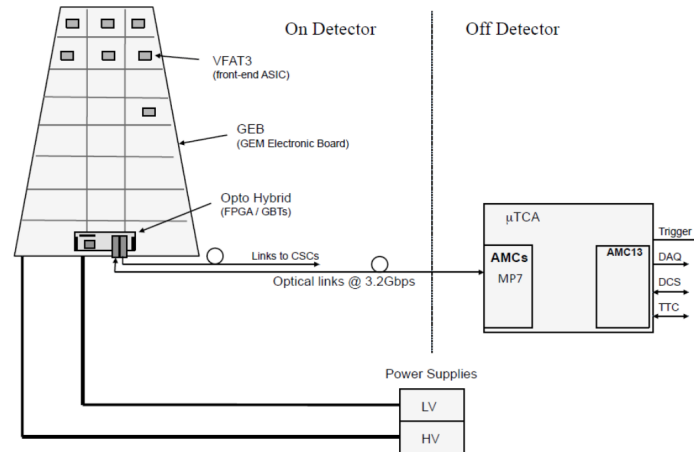 On Detector
Off Detector
VFAT3
(front-end ASIC)
GEB
(GEM Electronic Board)
Opto Hybrid
(FPGA / GBTs)
Links to CSCs
Optical links @ 3.2Gbps
μTCA
AMCs
MP7
AMC13
Trigger
DAQ
DCS
TTC
Power Supplies
LV
HV